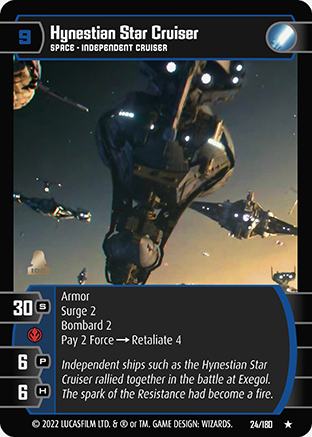 9
Hynestian Star Cruiser
SPACE - INDEPENDENT CRUISER
30 S
Armor
Surge 2
Bombard 2
Pay 2 Force → Retaliate 4
6 P
6 H
Independent ships such as the Hynestian Star
Cruiser rallied together in the battle at Exegol.
The spark of the Resistance had become a fire.
© 2022 LUCASFILM LTD. & ® or TM. GAME DESIGN: WIZARDS.
24/180